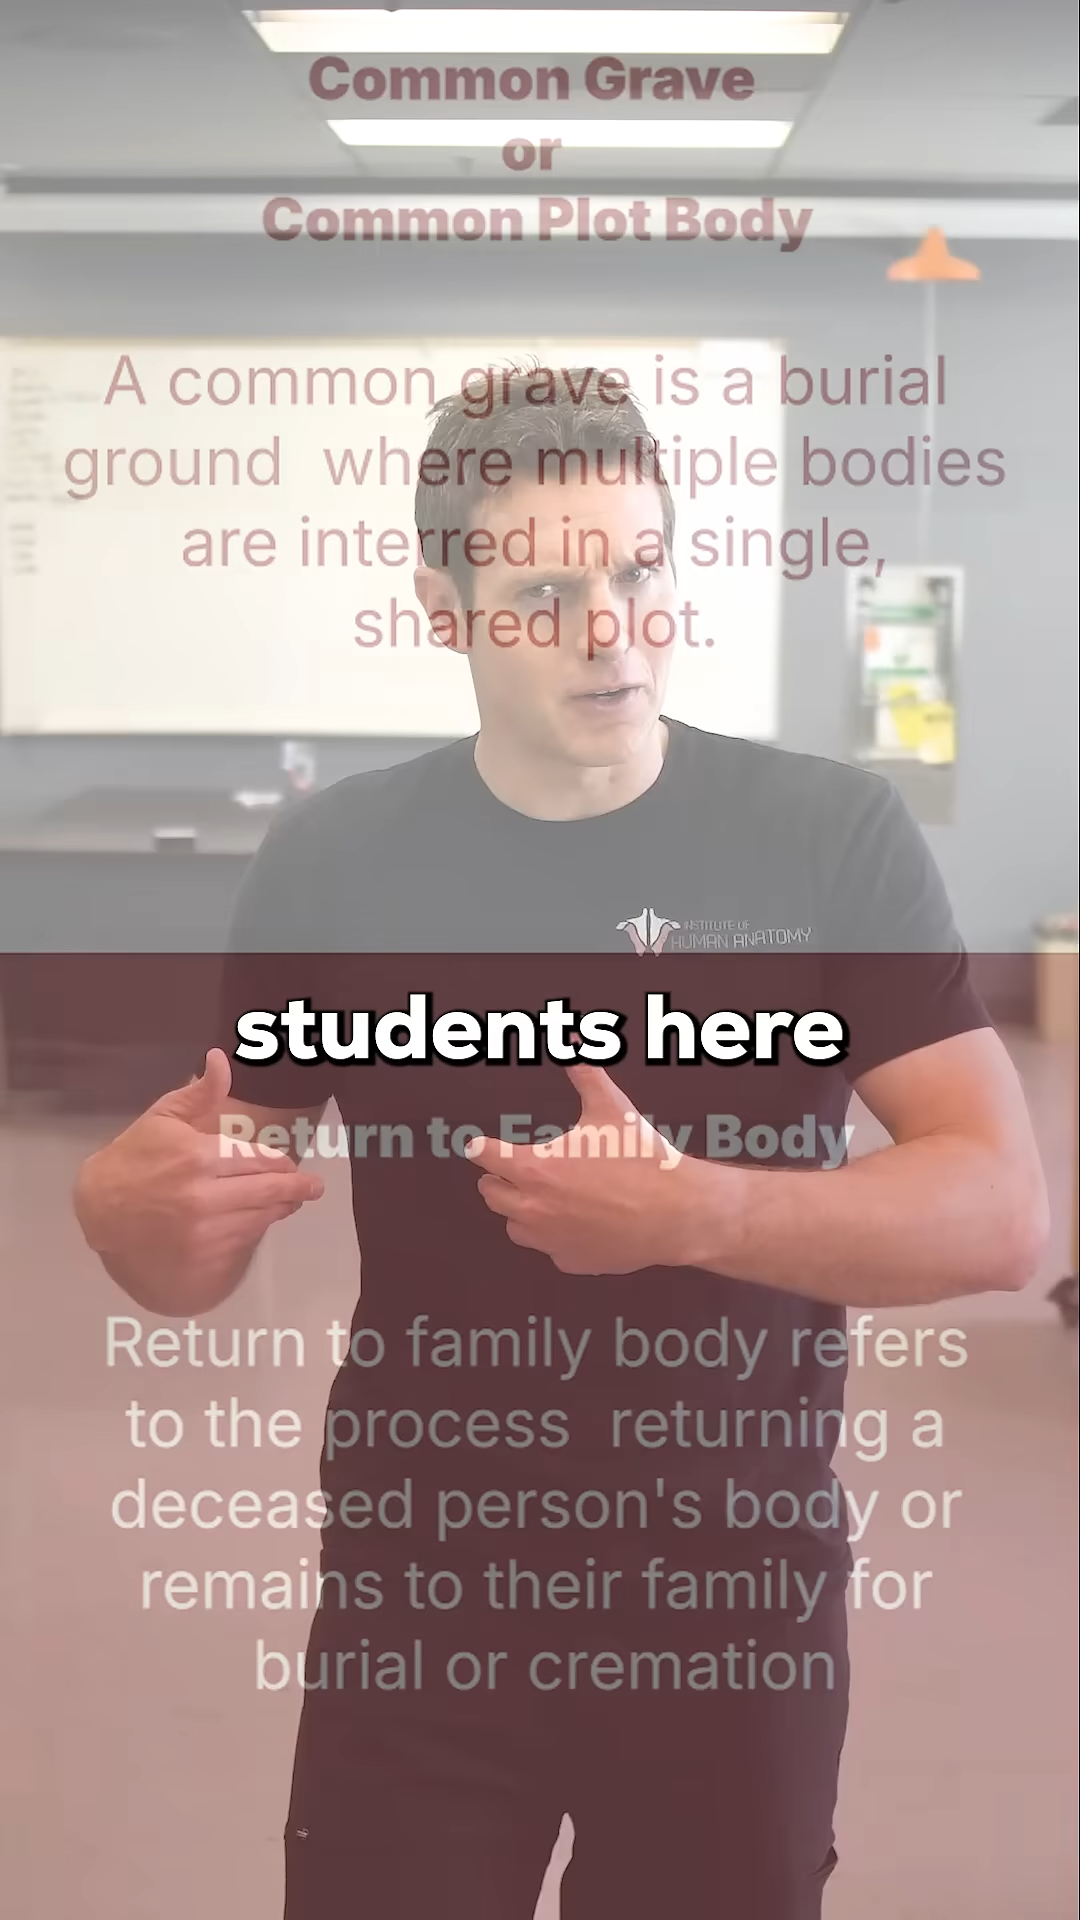 Common Grave
or
Common Plot Body
A common grave is a burial
ground where multiple bodies
are interred in a single,
shared plot.
INSTITUTE OF
HUMAN ANATOMY
students here
Return to Family Body
Return to family body refers
to the process returning a
deceased person's body or
remains to their family for
burial or cremation